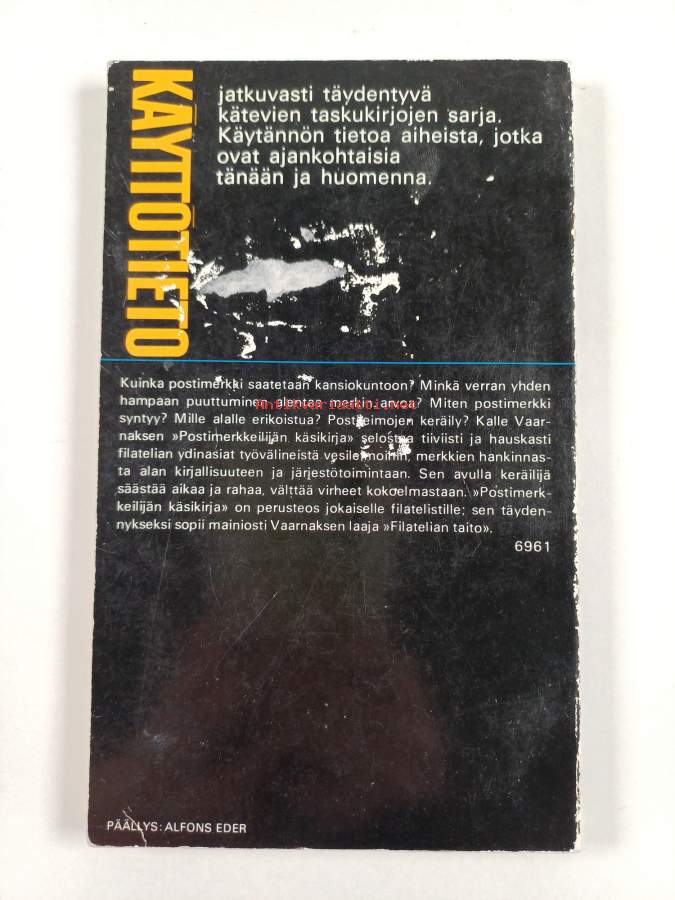 KÄYTTÖTIETO
jatkuvasti täydentyvä
kätevien taskukirjojen sarja.
Käytännön tietoa aiheista, jotka
ovat ajankohtaisia
tänään ja huomenna.
Kuinka postimerkki saatetaan kansiokuntoon? Minkä verran yhden
hampaan puuttuminen alentaa merkin arvoa? Miten postimerkki
syntyy? Mille alalle erikoistua? Postileimojen keräily? Kalle Vaar-
naksen »Postimerkkeilijän käsikirja» selostaa tiiviisti ja hauskasti
filatelian ydinasiat työvälineistä vesileimoihin, merkkien hankinnas-
ta alan kirjallisuuteen ja järjestötoimintaan. Sen avulla keräilijä
säästää aikaa ja rahaa, välttää virheet kokoelmastaan. »Postimerk-
keilijän käsikirja» on perusteos jokaiselle filatelistille; sen täyden-
nykseksi sopii mainiosti Vaarnaksen laaja »Filatelian taito».
6961
PÄÄLLYS: ALFONS EDER